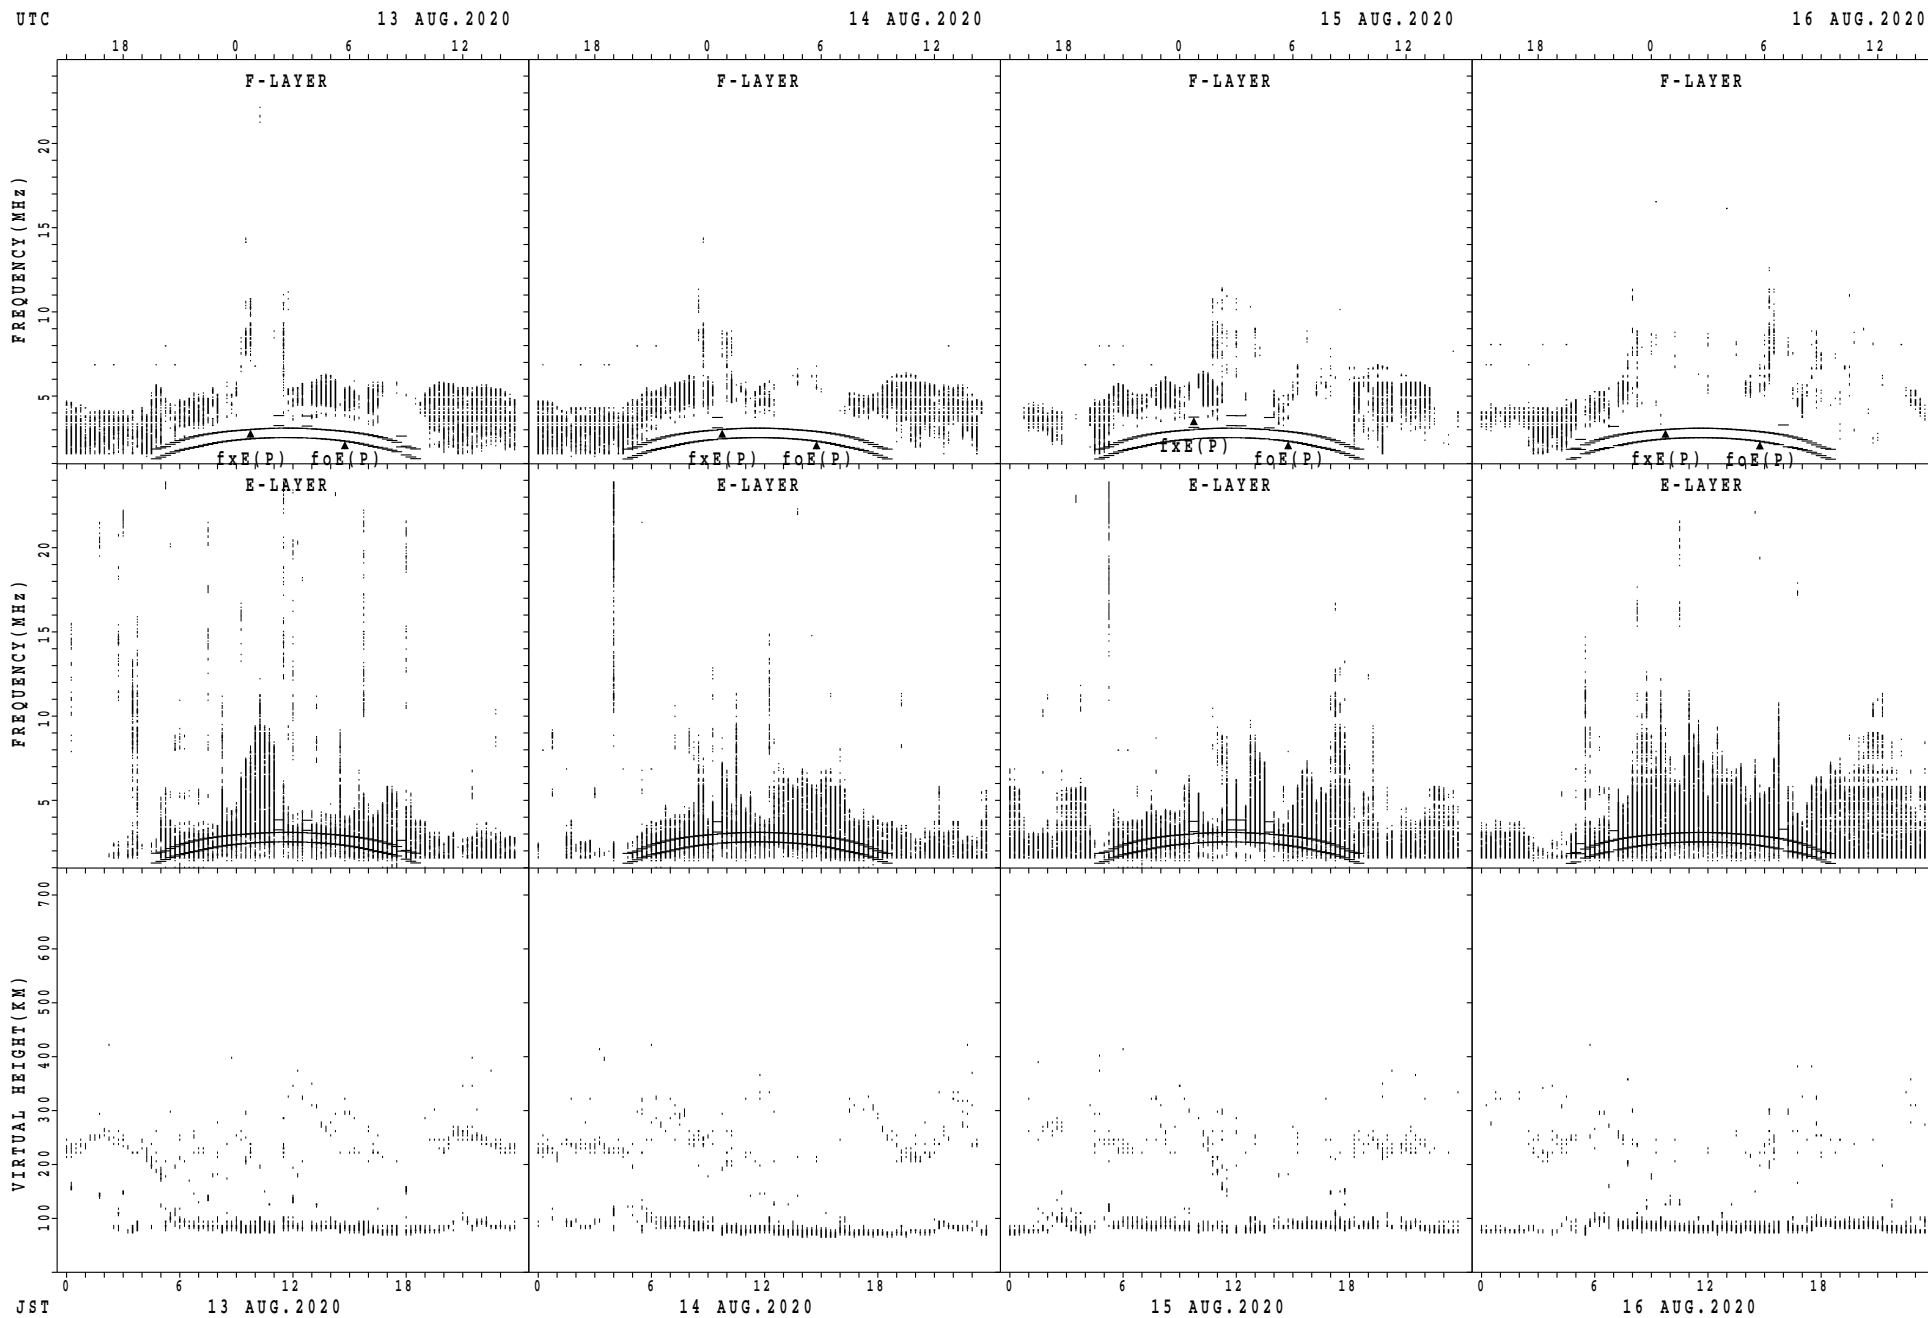 UTC 13 AUG.2020 14 AUG.2020 15 AUG.2020 16 AUG.2020
18 0 6 12 18 0 6 12 18 0 6 12 18 0 6 12
F-LAYER F-LAYER F-LAYER F-LAYER
FREQUENCY(MHz)
20
15
10
5
fxE(P) foE(P) fxE(P) foE(P) fxE(P) foE(P) fxE(P) foE(P)
E-LAYER E-LAYER E-LAYER E-LAYER
FREQUENCY(MHz)
20
15
10
5
VIRTUAL HEIGHT(KM)
700
600
500
400
300
200
100
0 6 12 18 0 6 12 18 0 6 12 18 0 6 12 18
JST 13 AUG.2020 14 AUG.2020 15 AUG.2020 16 AUG.2020